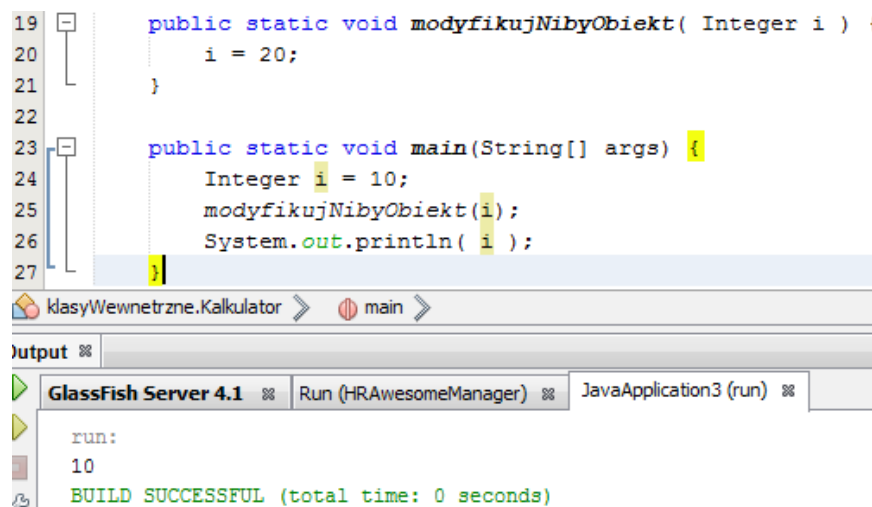 19 public static void modyfikujNibyObiekt( Integer i ) {
20 i = 20;
21 }
22
23 public static void main(String[] args) {
24 Integer i = 10;
25 modyfikujNibyObiekt(i);
26 System.out.println( i );
27 }
klasyWewnetrzne.Kalkulator main
Output
GlassFish Server 4.1 Run (HRAwesomeManager) JavaApplication3 (run)
run:
10
BUILD SUCCESSFUL (total time: 0 seconds)